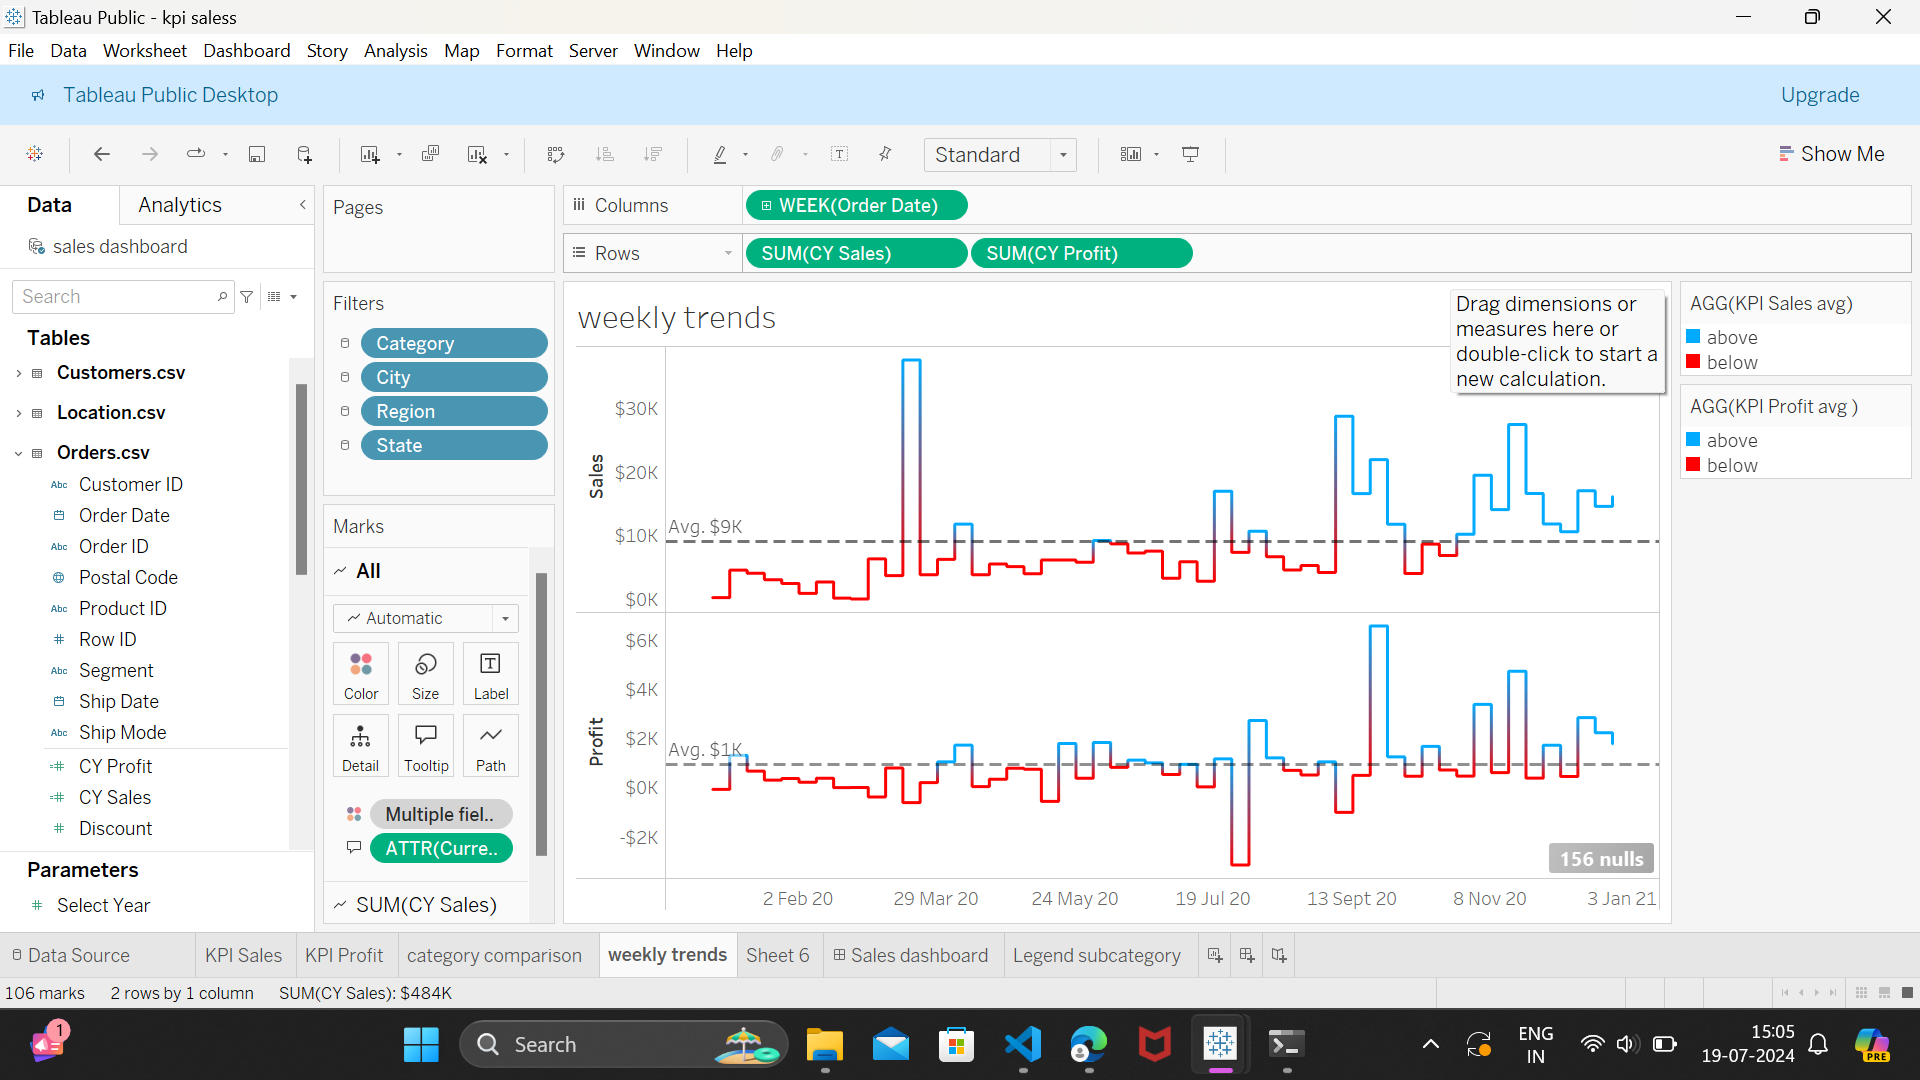 Tableau Public - kpi saless
File Data Worksheet Dashboard Story Analysis Map Format Server Window Help
Tableau Public Desktop
Upgrade
Standard
Show Me
Data
Analytics
sales dashboard
Search
Tables
Customers.csv
Location.csv
Orders.csv
Abc Customer ID
Order Date
Abc Order ID
Postal Code
Abc Product ID
# Row ID
Abc Segment
Ship Date
Abc Ship Mode
=# CY Profit
=# CY Sales
# Discount
Parameters
# Select Year
Pages
Filters
Category
City
Region
State
Marks
All
Automatic
Color Size Label
Detail Tooltip Path
Multiple fiel..
ATTR(Curre..
SUM(CY Sales)
Columns
WEEK(Order Date)
Rows
SUM(CY Sales) SUM(CY Profit)
weekly trends
Drag dimensions or
measures here or
double-click to start a
new calculation.
Sales
$30K
$20K
$10K
$0K
Avg. $9K
Profit
$6K
$4K
$2K
$0K
-$2K
Avg. $1K
156 nulls
2 Feb 20 29 Mar 20 24 May 20 19 Jul 20 13 Sept 20 8 Nov 20 3 Jan 21
AGG(KPI Sales avg)
above
below
AGG(KPI Profit avg )
above
below
Data Source KPI Sales KPI Profit category comparison weekly trends Sheet 6 Sales dashboard Legend subcategory
106 marks 2 rows by 1 column SUM(CY Sales): $484K
1
Search
ENG
IN
15:05
19-07-2024
PRE